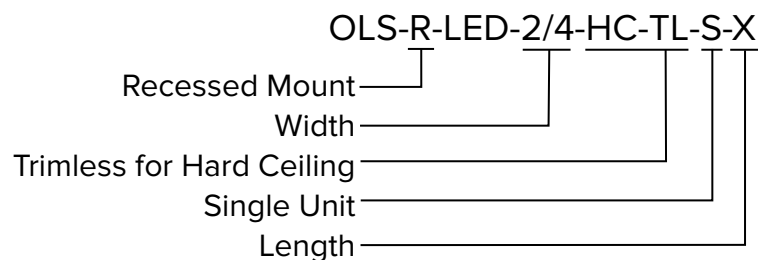 OLS-R-LED-2/4-HC-TL-S-X
Recessed Mount
Width
Trimless for Hard Ceiling
Single Unit
Length